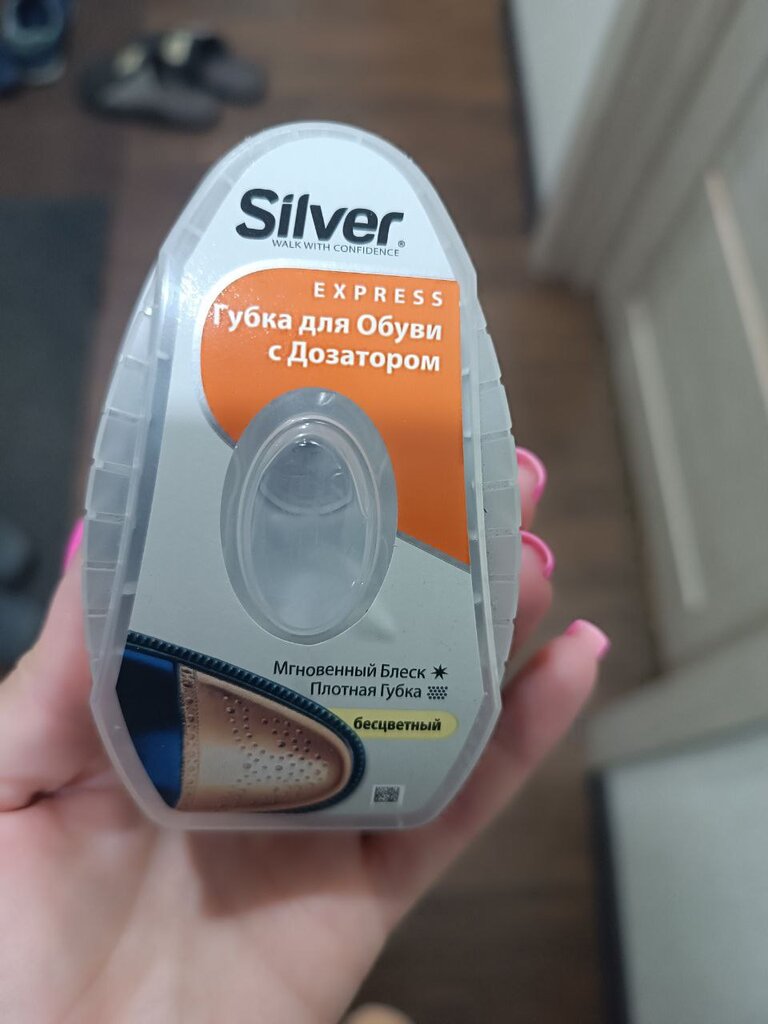 Silver®
WALK WITH CONFIDENCE
EXPRESS
Губка для Обуви
с Дозатором
Мгновенный Блеск
Плотная Губка
бесцветный